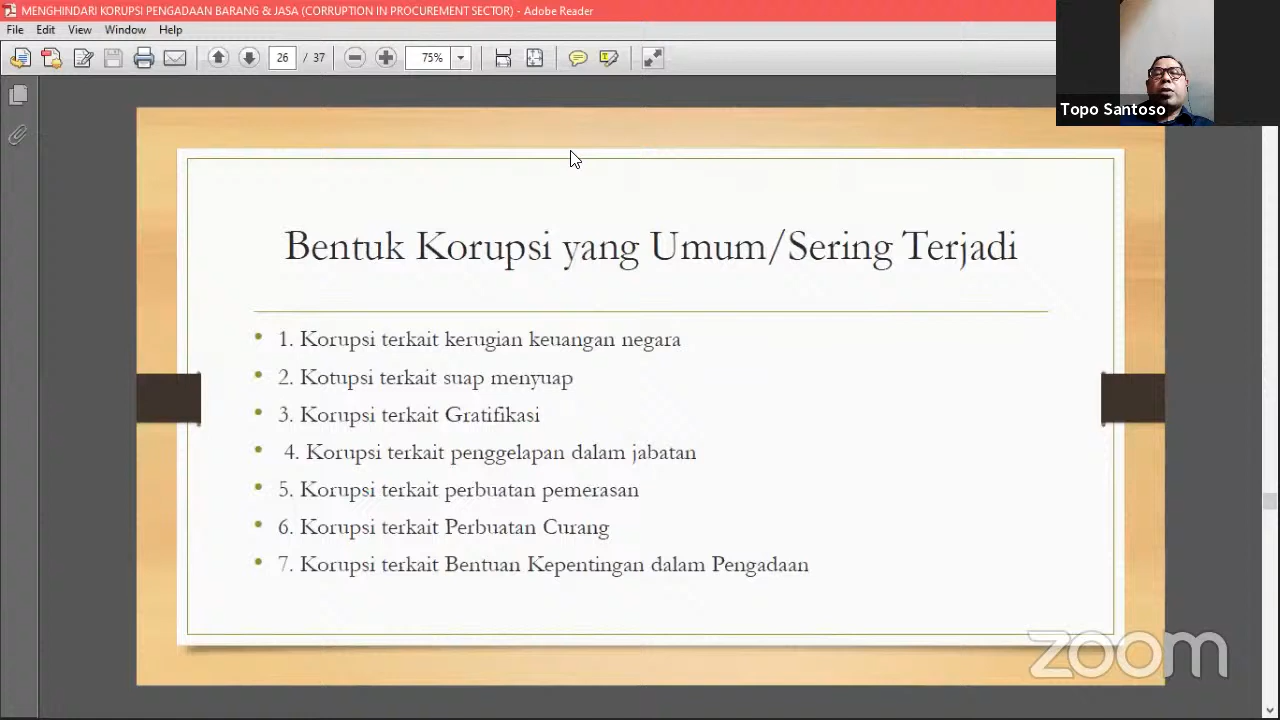 MENGHINDARI KORUPSI PENGADAAN BARANG & JASA (CORRUPTION IN PROCUREMENT SECTOR) - Adobe Reader
File Edit View Window Help
26 / 37 75%
Topo Santoso
Bentuk Korupsi yang Umum/Sering Terjadi
• 1. Korupsi terkait kerugian keuangan negara
• 2. Kotupsi terkait suap menyuap
• 3. Korupsi terkait Gratifikasi
• 4. Korupsi terkait penggelapan dalam jabatan
• 5. Korupsi terkait perbuatan pemerasan
• 6. Korupsi terkait Perbuatan Curang
• 7. Korupsi terkait Bentuan Kepentingan dalam Pengadaan
zoom